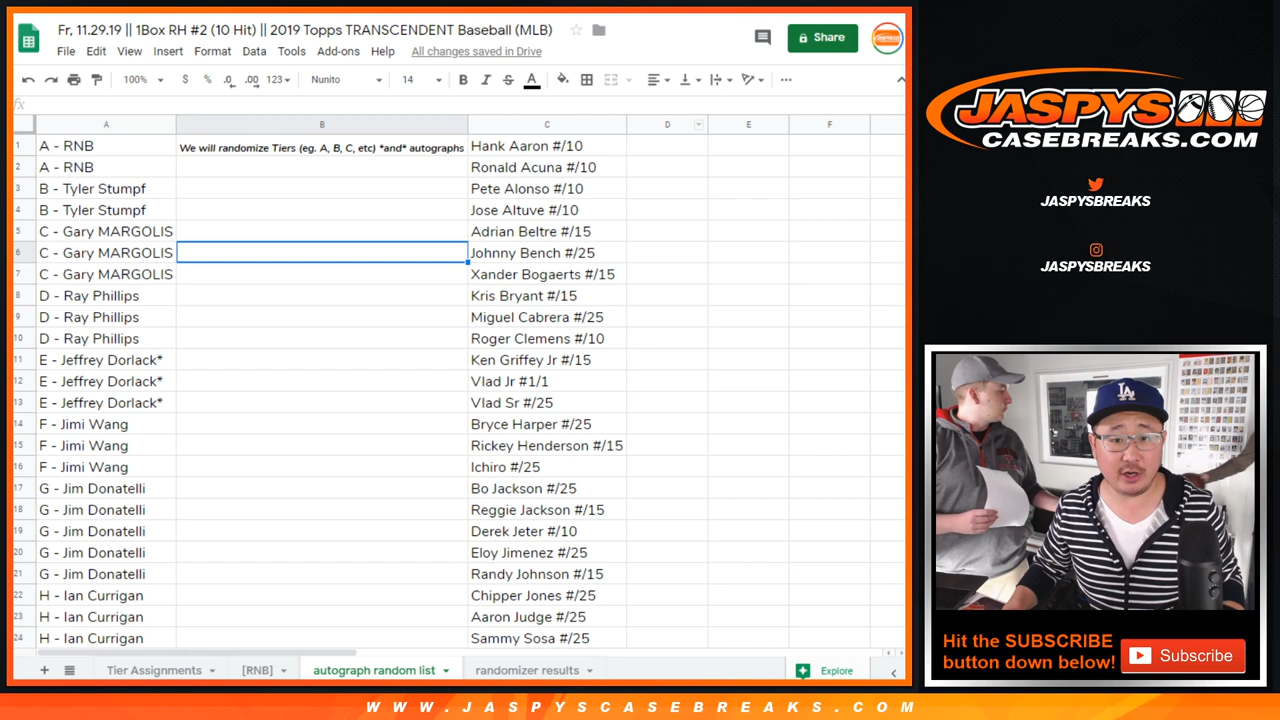 Fr, 11.29.19 || 1Box RH #2 (10 Hit) || 2019 Topps TRANSCENDENT Baseball (MLB)
File Edit View Insert Format Data Tools Add-ons Help All changes saved in Drive
Share
100% $ % .0 .00 123 Nunito 14 B I S A
fx
A B C D E F
1 A - RNB We will randomize Tiers (eg. A, B, C, etc) *and* autographs Hank Aaron #/10
2 A - RNB Ronald Acuna #/10
3 B - Tyler Stumpf Pete Alonso #/10
4 B - Tyler Stumpf Jose Altuve #/10
5 C - Gary MARGOLIS Adrian Beltre #/15
6 C - Gary MARGOLIS Johnny Bench #/25
7 C - Gary MARGOLIS Xander Bogaerts #/15
8 D - Ray Phillips Kris Bryant #/15
9 D - Ray Phillips Miguel Cabrera #/25
10 D - Ray Phillips Roger Clemens #/10
11 E - Jeffrey Dorlack* Ken Griffey Jr #/15
12 E - Jeffrey Dorlack* Vlad Jr #1/1
13 E - Jeffrey Dorlack* Vlad Sr #/25
14 F - Jimi Wang Bryce Harper #/25
15 F - Jimi Wang Rickey Henderson #/15
16 F - Jimi Wang Ichiro #/25
17 G - Jim Donatelli Bo Jackson #/25
18 G - Jim Donatelli Reggie Jackson #/15
19 G - Jim Donatelli Derek Jeter #/10
20 G - Jim Donatelli Eloy Jimenez #/25
21 G - Jim Donatelli Randy Johnson #/15
22 H - Ian Currigan Chipper Jones #/25
23 H - Ian Currigan Aaron Judge #/25
24 H - Ian Currigan Sammy Sosa #/25
Tier Assignments [RNB] autograph random list randomizer results Explore
JASPYS
CASEBREAKS.COM
JASPYSBREAKS
JASPYSBREAKS
LA
Hit the SUBSCRIBE
button down below!
Subscribe
WWW.JASPYSCASEBREAKS.COM